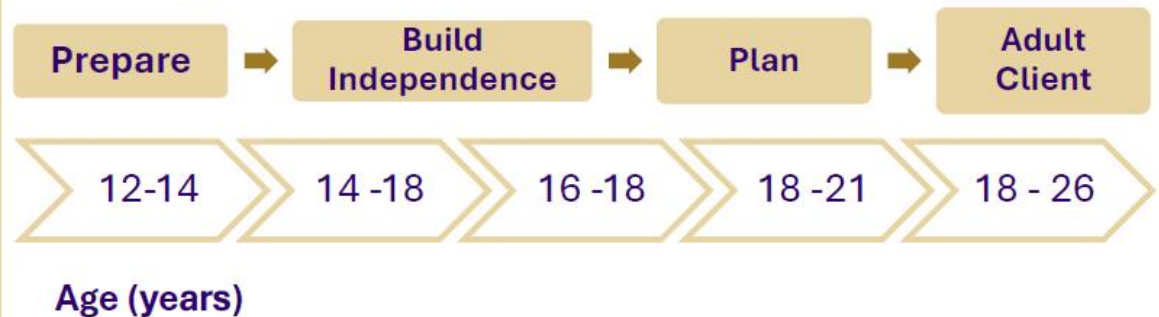 Prepare
Build
Independence
Plan
Adult
Client
12-14
14 -18
16 -18
18 -21
18 - 26
Age (years)